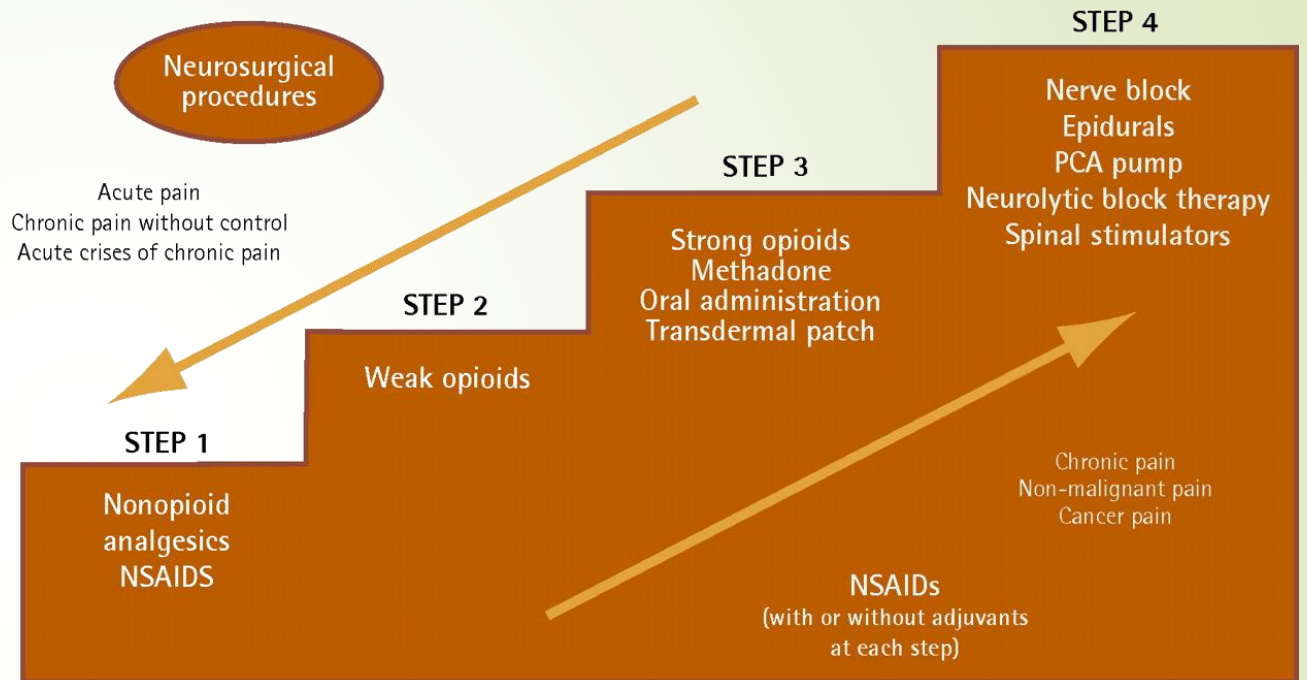 Neurosurgical
procedures
Acute pain
Chronic pain without control
Acute crises of chronic pain
STEP 1
Nonopioid
analgesics
NSAIDS
STEP 2
Weak opioids
STEP 3
Strong opioids
Methadone
Oral administration
Transdermal patch
STEP 4
Nerve block
Epidurals
PCA pump
Neurolytic block therapy
Spinal stimulators
Chronic pain
Non-malignant pain
Cancer pain
NSAIDs
(with or without adjuvants
at each step)